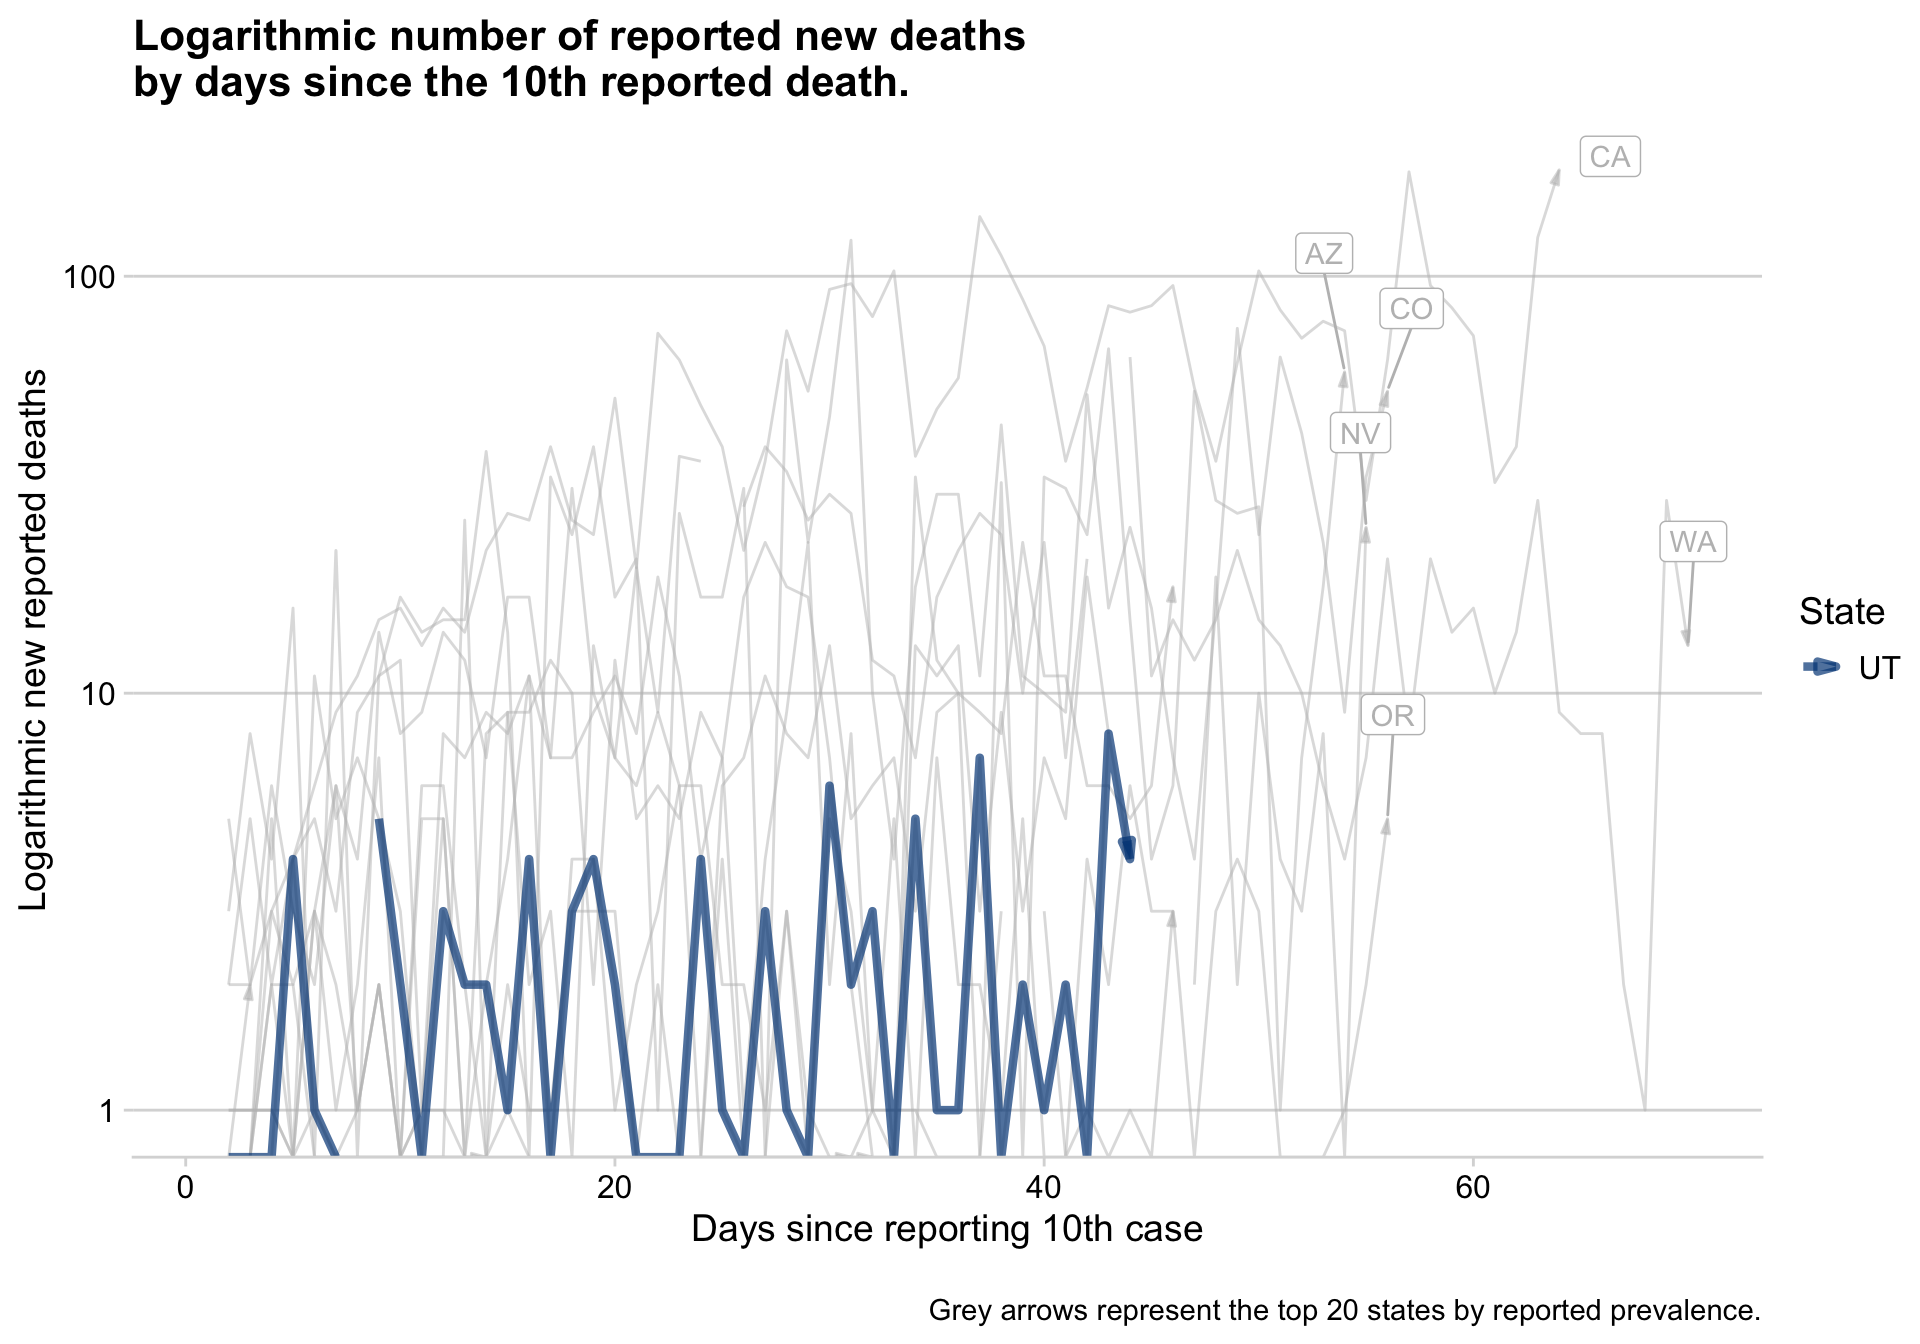 Logarithmic number of reported new deaths
by days since the 10th reported death.
CA
AZ
100
CO
NV
WA
Logarithmic new reported deaths
State
UT
10
OR
1
0
20
40
60
Days since reporting 10th case
Grey arrows represent the top 20 states by reported prevalence.